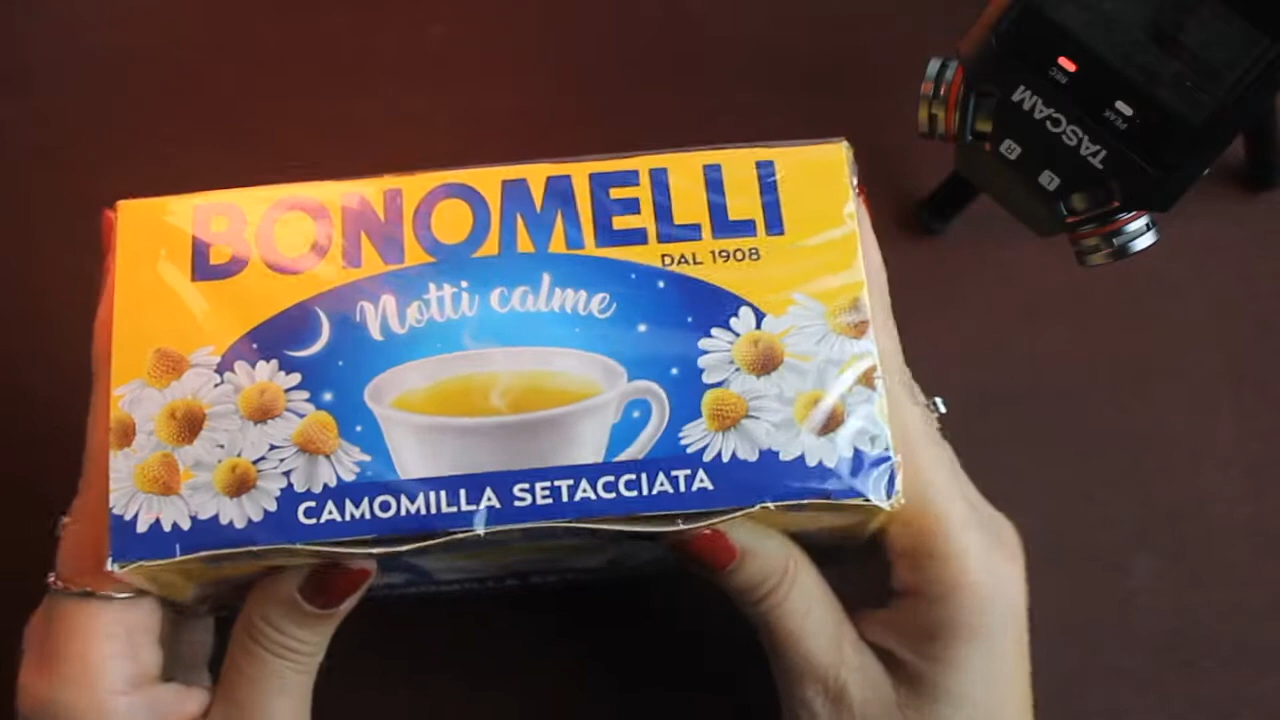 BONOMELLI
DAL 1908
Notti calme
CAMOMILLA SETACCIATA
REC
PEAK
TASCAM
R
L